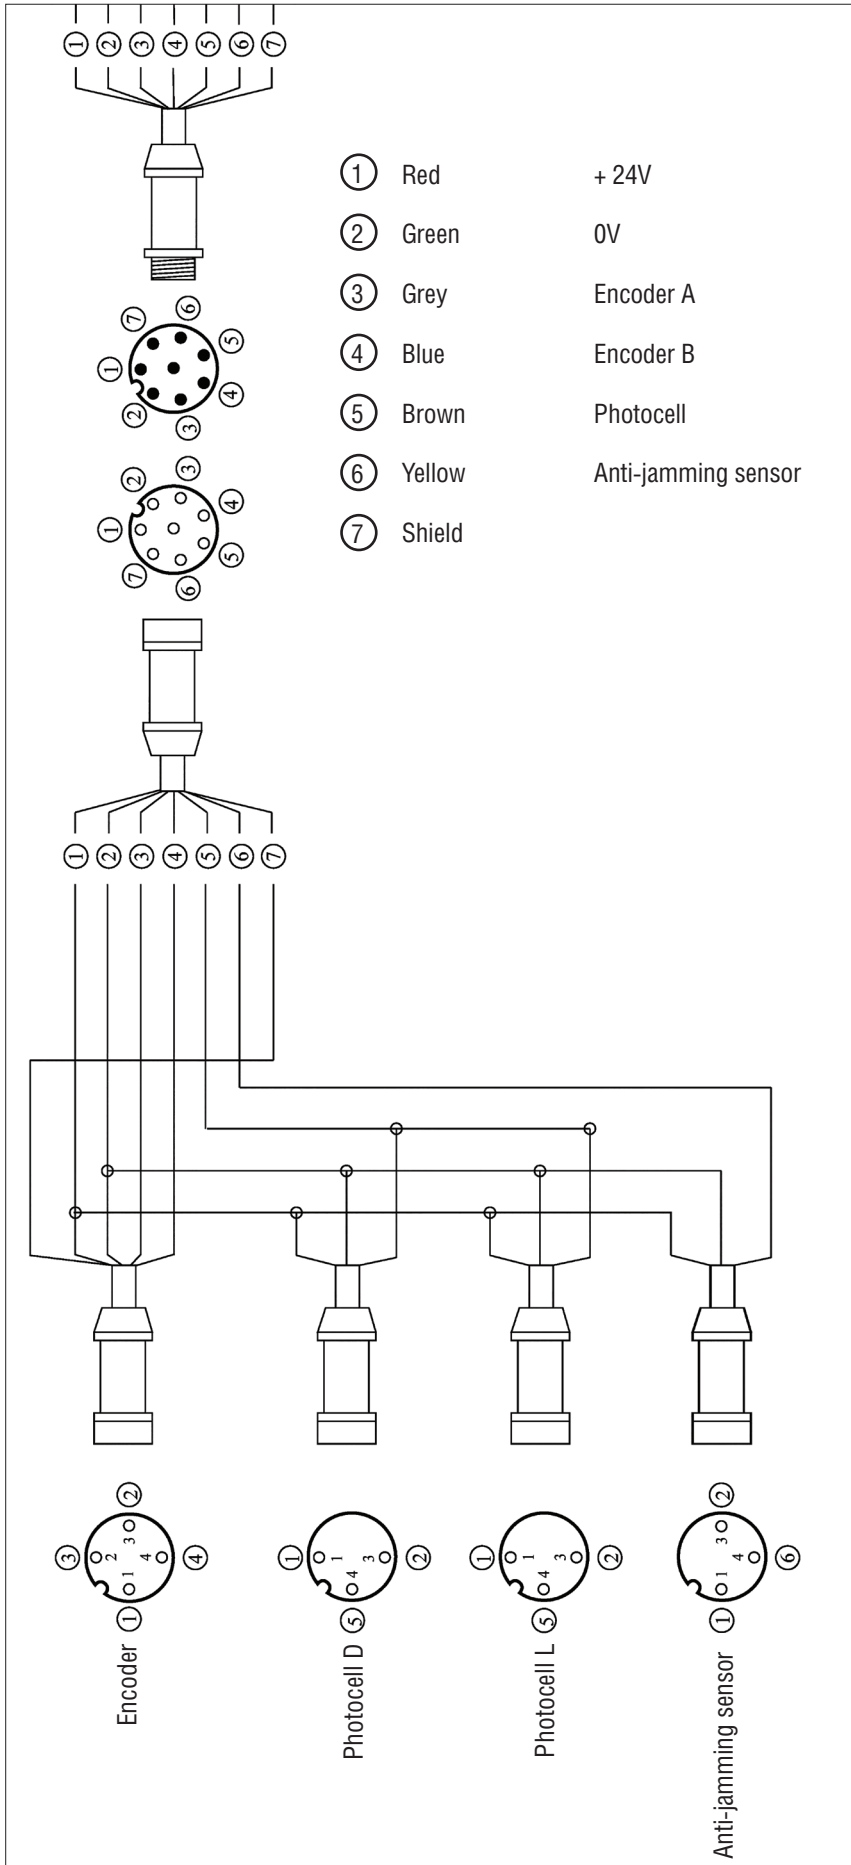 1 2 3 4 5 6 7
1 Red + 24V
2 Green 0V
3 Grey Encoder A
4 Blue Encoder B
5 Brown Photocell
6 Yellow Anti-jamming sensor
7 Shield
6
7 5
1
2 4
3
3
2 4
1
7 5
6
1 2 3 4 5 6 7
2
3
3 2 4 4
1
1
Encoder
1 1 3 2
4
5
Photocell D
1 1 3 2
4
5
Photocell L
2
3
4 6
1
1
Anti-jamming sensor